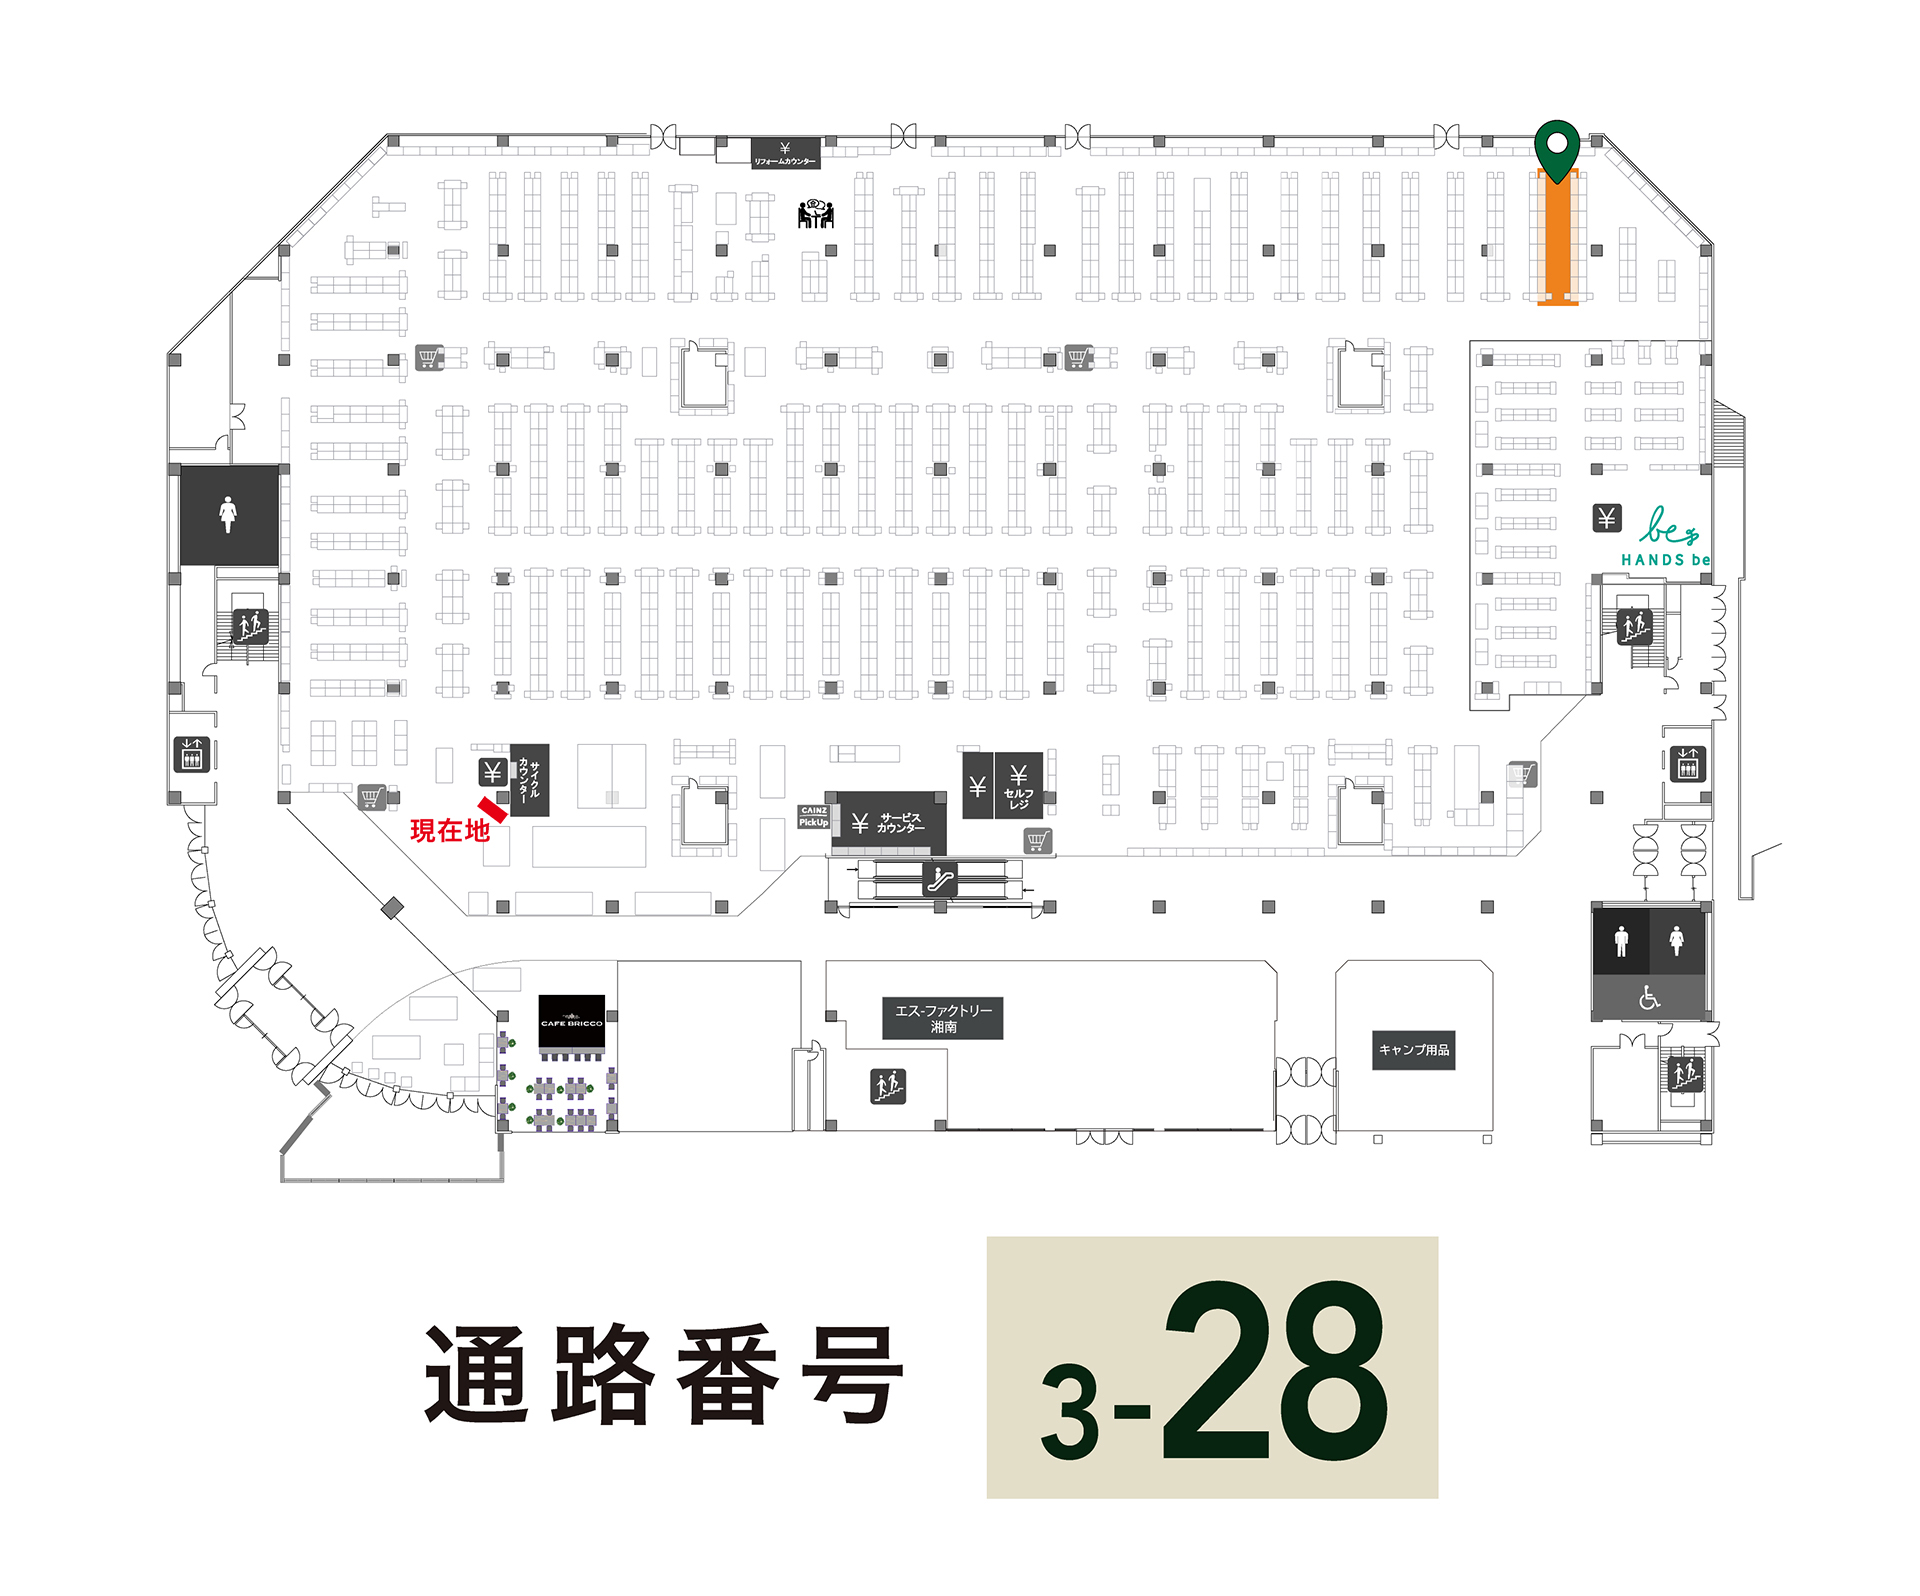 ¥
リフォームカウンター
¥
be
HANDS be
¥
サイクル
カウンター
現在地
CAINZ
PickUp
¥
サービス
カウンター
¥
¥
セルフ
レジ
CAFE BRICCO
エス-ファクトリー
湘南
キャンプ用品
通路番号
3-28